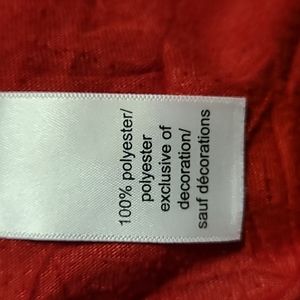 100% polyester/
polyester
exclusive of
decoration/
sauf décorations